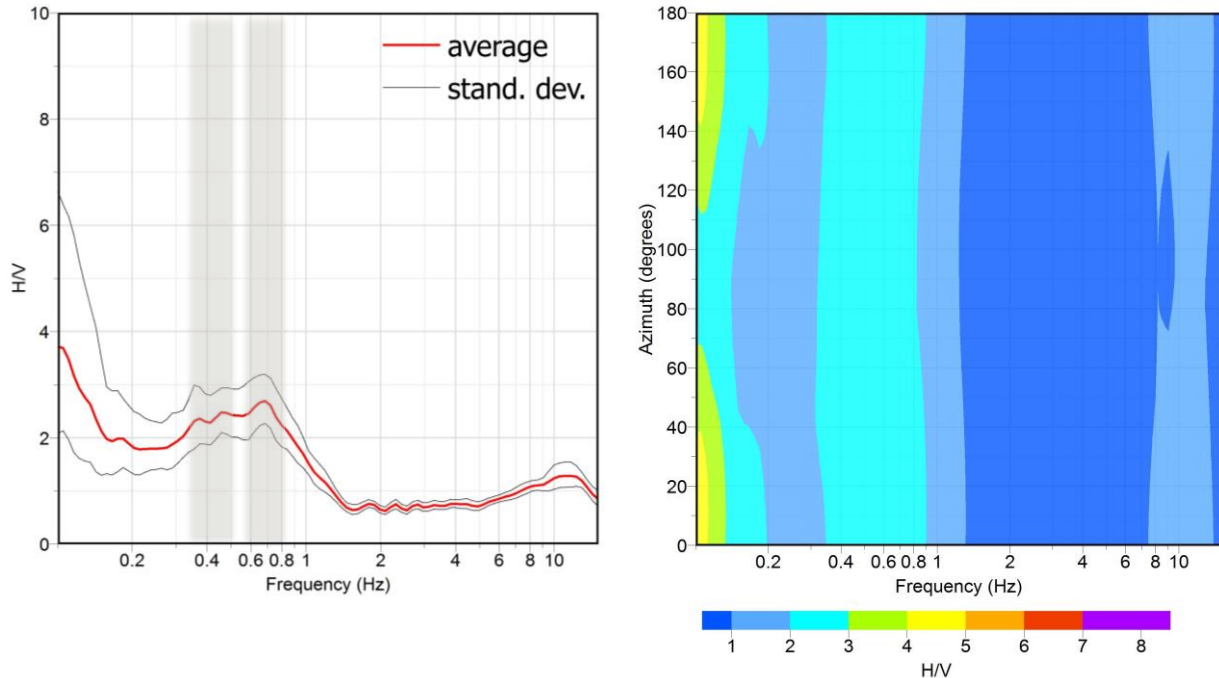 10
8
6
4
2
0
H/V
average
stand. dev.
0.2 0.4 0.6 0.8 1 2 4 6 8 10
Frequency (Hz)
180
160
140
120
100
80
60
40
20
0
Azimuth (degrees)
0.2 0.4 0.6 0.8 1 2 4 6 8 10
Frequency (Hz)
1 2 3 4 5 6 7 8
H/V